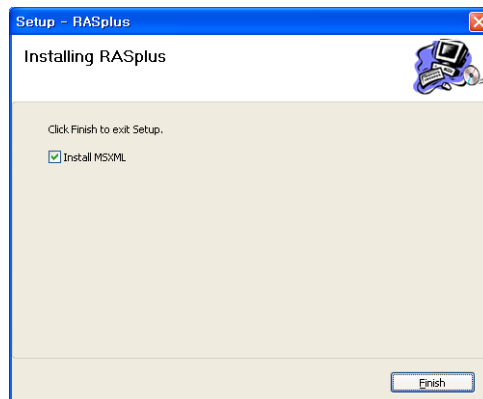 Setup - RASplus
Installing RASplus
Click Finish to exit Setup.
Install MSXML
Finish